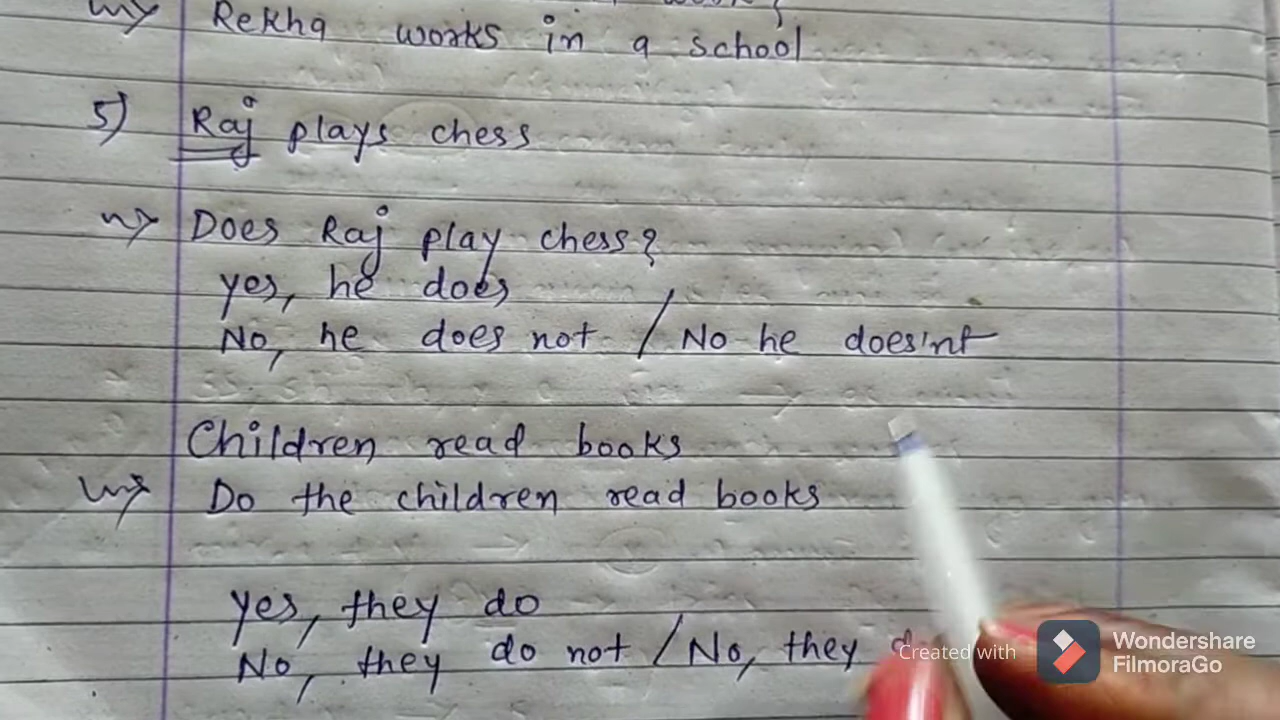 Rekha works in a school
5) Raj plays chess
Does Raj play chess?
yes, he does
No, he does not / No he does'nt
Children read books
Do the children read books
yes, they do
No, they do not / No, they
Created with Wondershare FilmoraGo